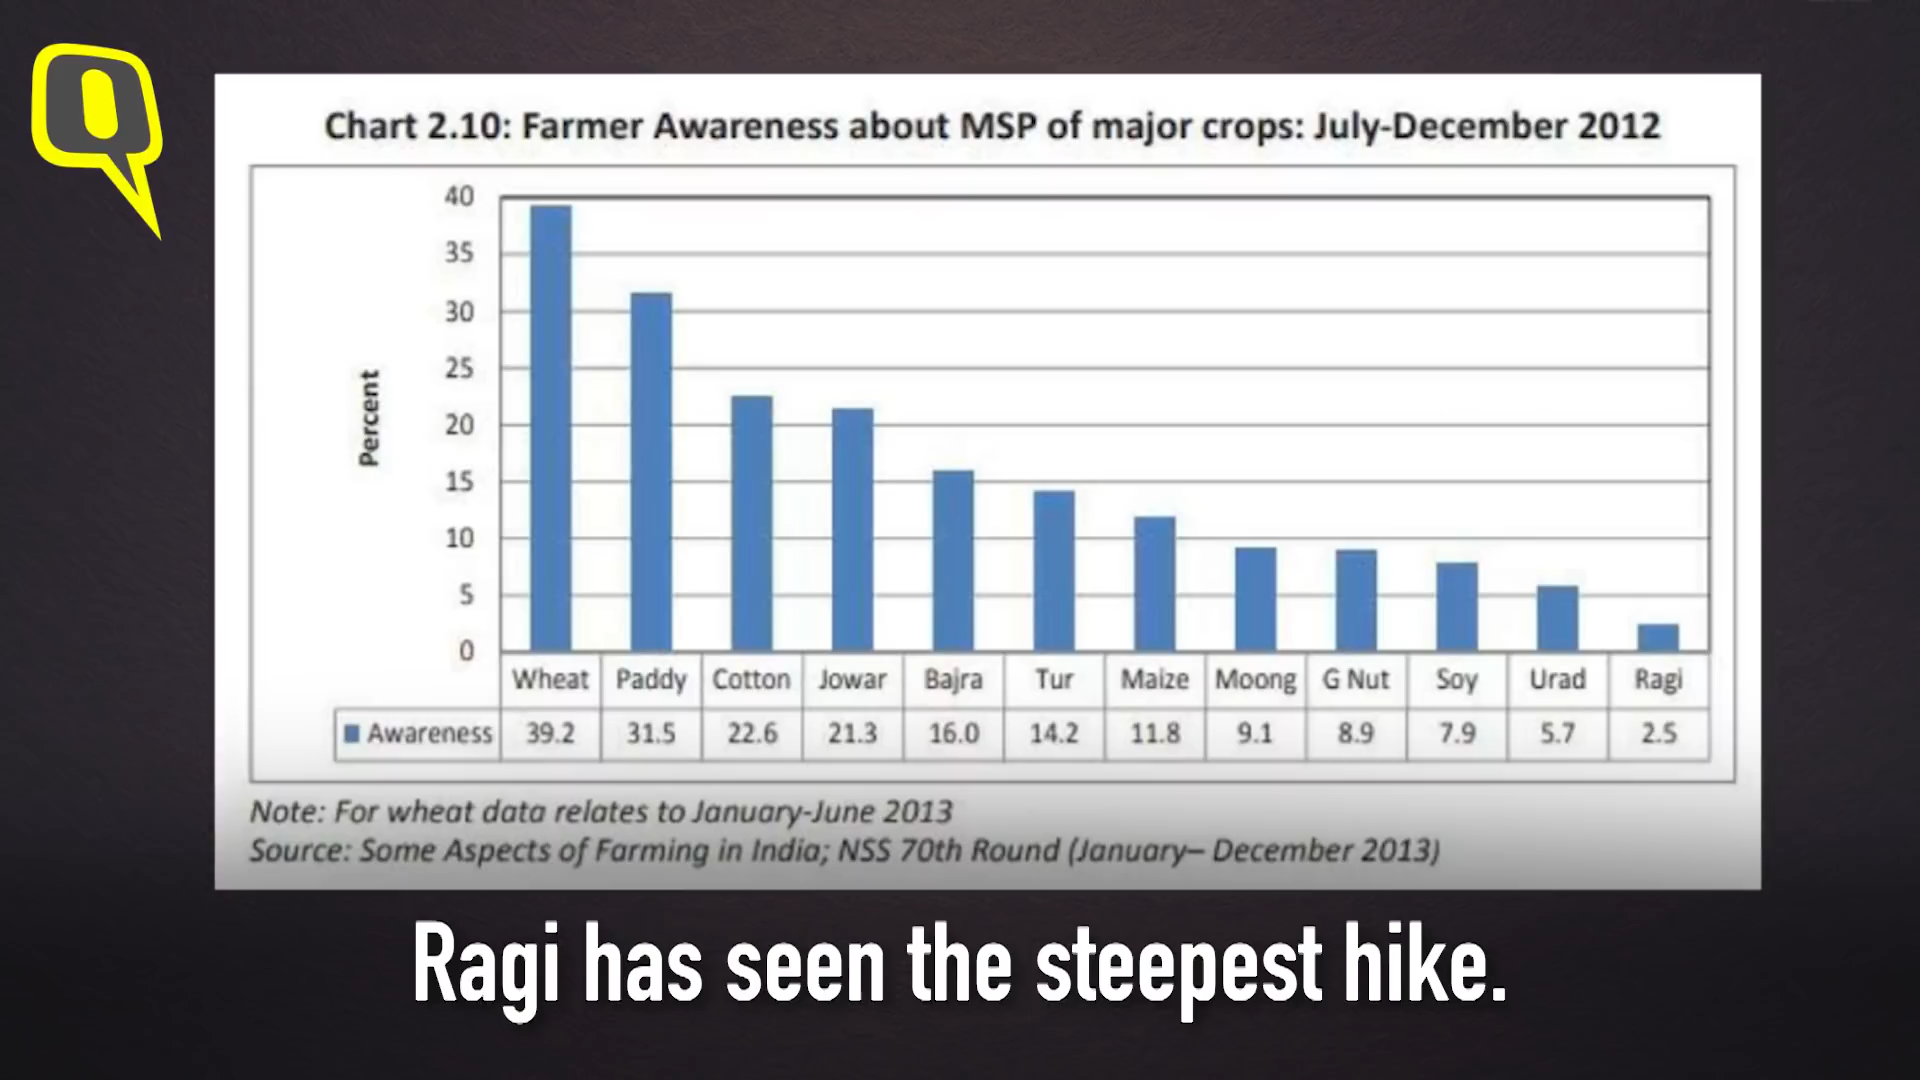 Q
Chart 2.10: Farmer Awareness about MSP of major crops: July-December 2012
Percent
40
35
30
25
20
15
10
5
0
Wheat Paddy Cotton Jowar Bajra Tur Maize Moong G Nut Soy Urad Ragi
Awareness 39.2 31.5 22.6 21.3 16.0 14.2 11.8 9.1 8.9 7.9 5.7 2.5
Note: For wheat data relates to January-June 2013
Source: Some Aspects of Farming in India; NSS 70th Round (January– December 2013)
Ragi has seen the steepest hike.